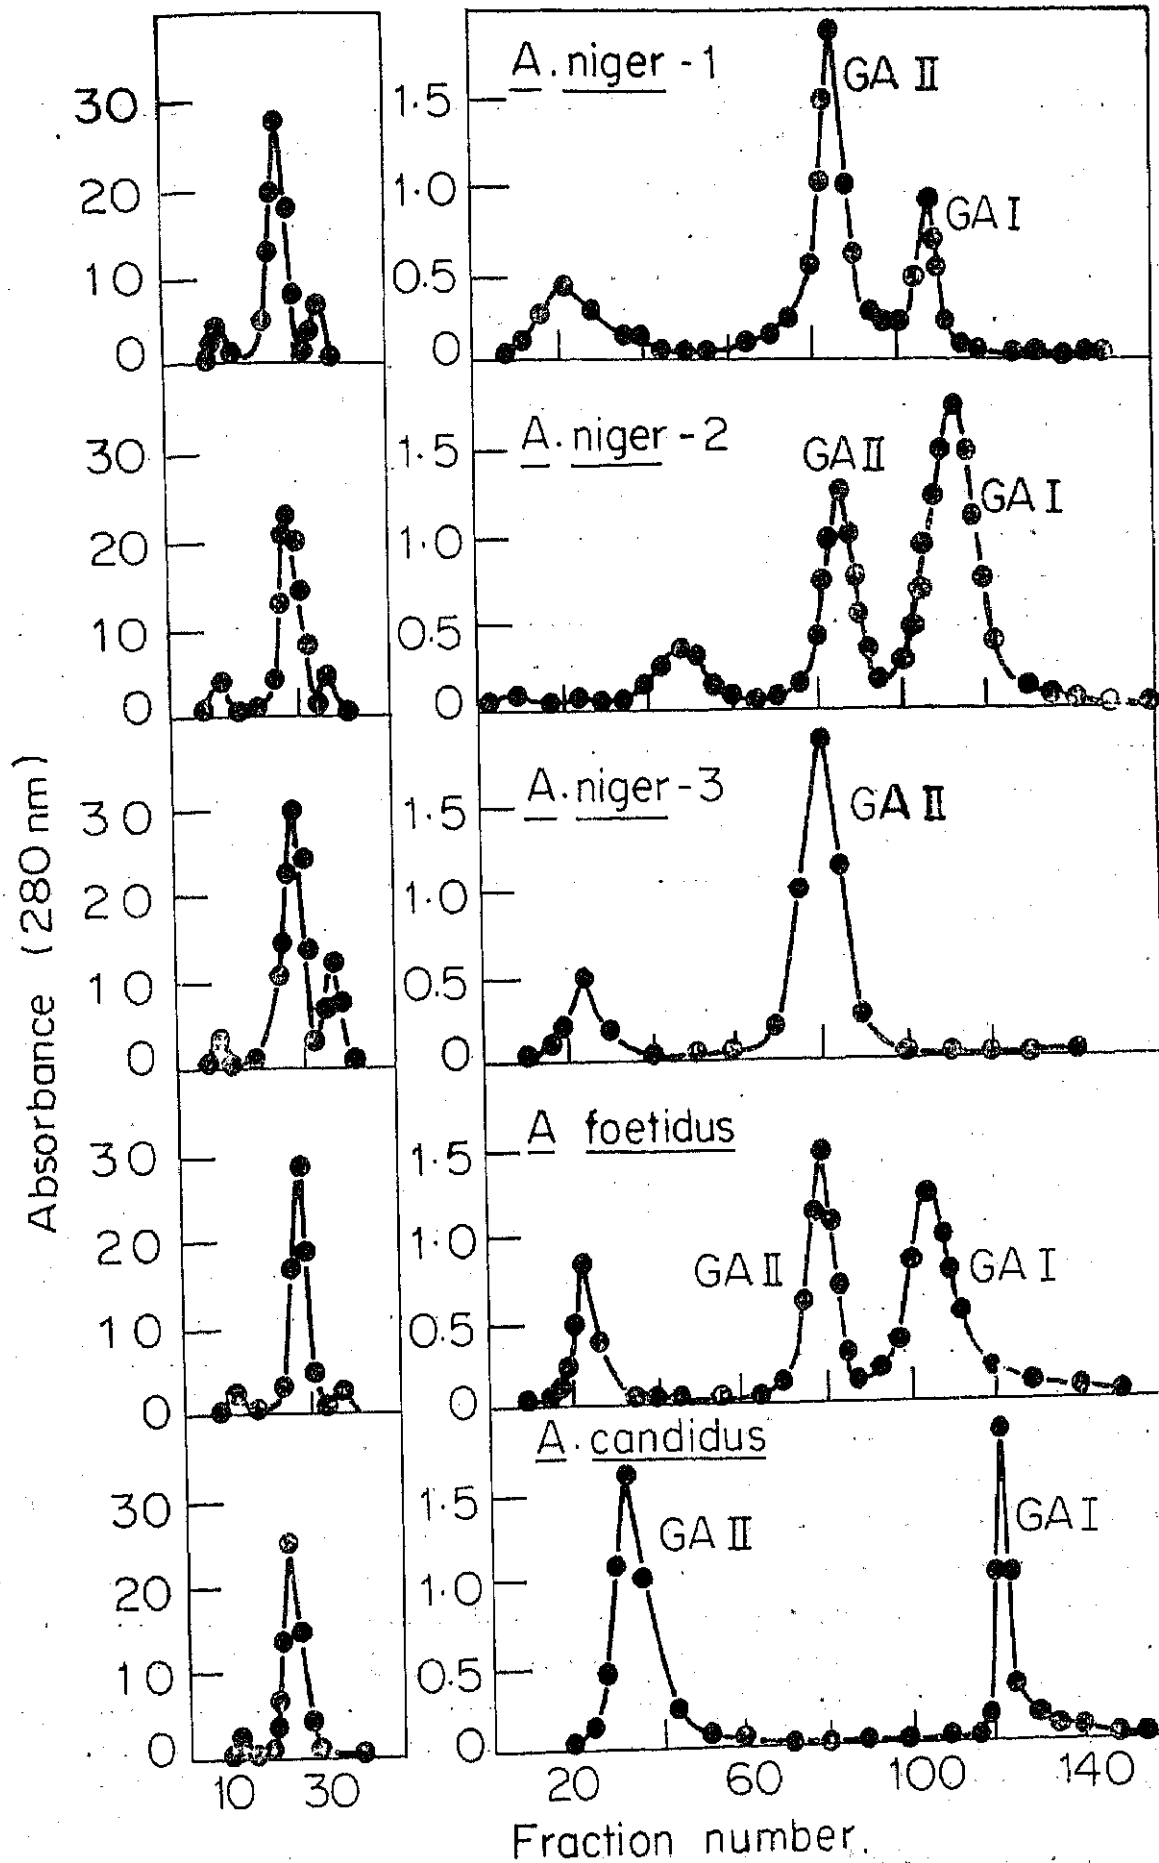 A. niger - 1
GA II
GA I
30
20
10
0
1.5
1.0
0.5
0
A. niger - 2
GA II
GA I
30
20
10
0
1.5
1.0
0.5
0
A. niger - 3
GA II
30
20
10
0
1.5
1.0
0.5
0
A foetidus
GA II
GA I
30
20
10
0
1.5
1.0
0.5
0
A. candidus
GA II
GA I
30
20
10
0
1.5
1.0
0.5
0
10 30
20 60 100 140
Absorbance (280 nm)
Fraction number.